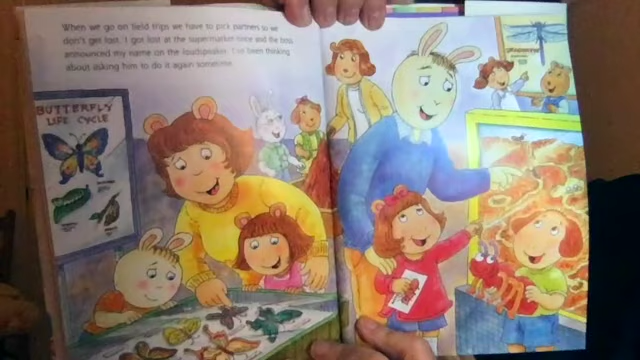 When we go on field trips we have to pick partners so we
don't get lost. I got lost at the supermarket once and the boss
announced my name on the loudspeaker. I've been thinking
about asking him to do it again sometime.
BUTTERFLY
LIFE CYCLE